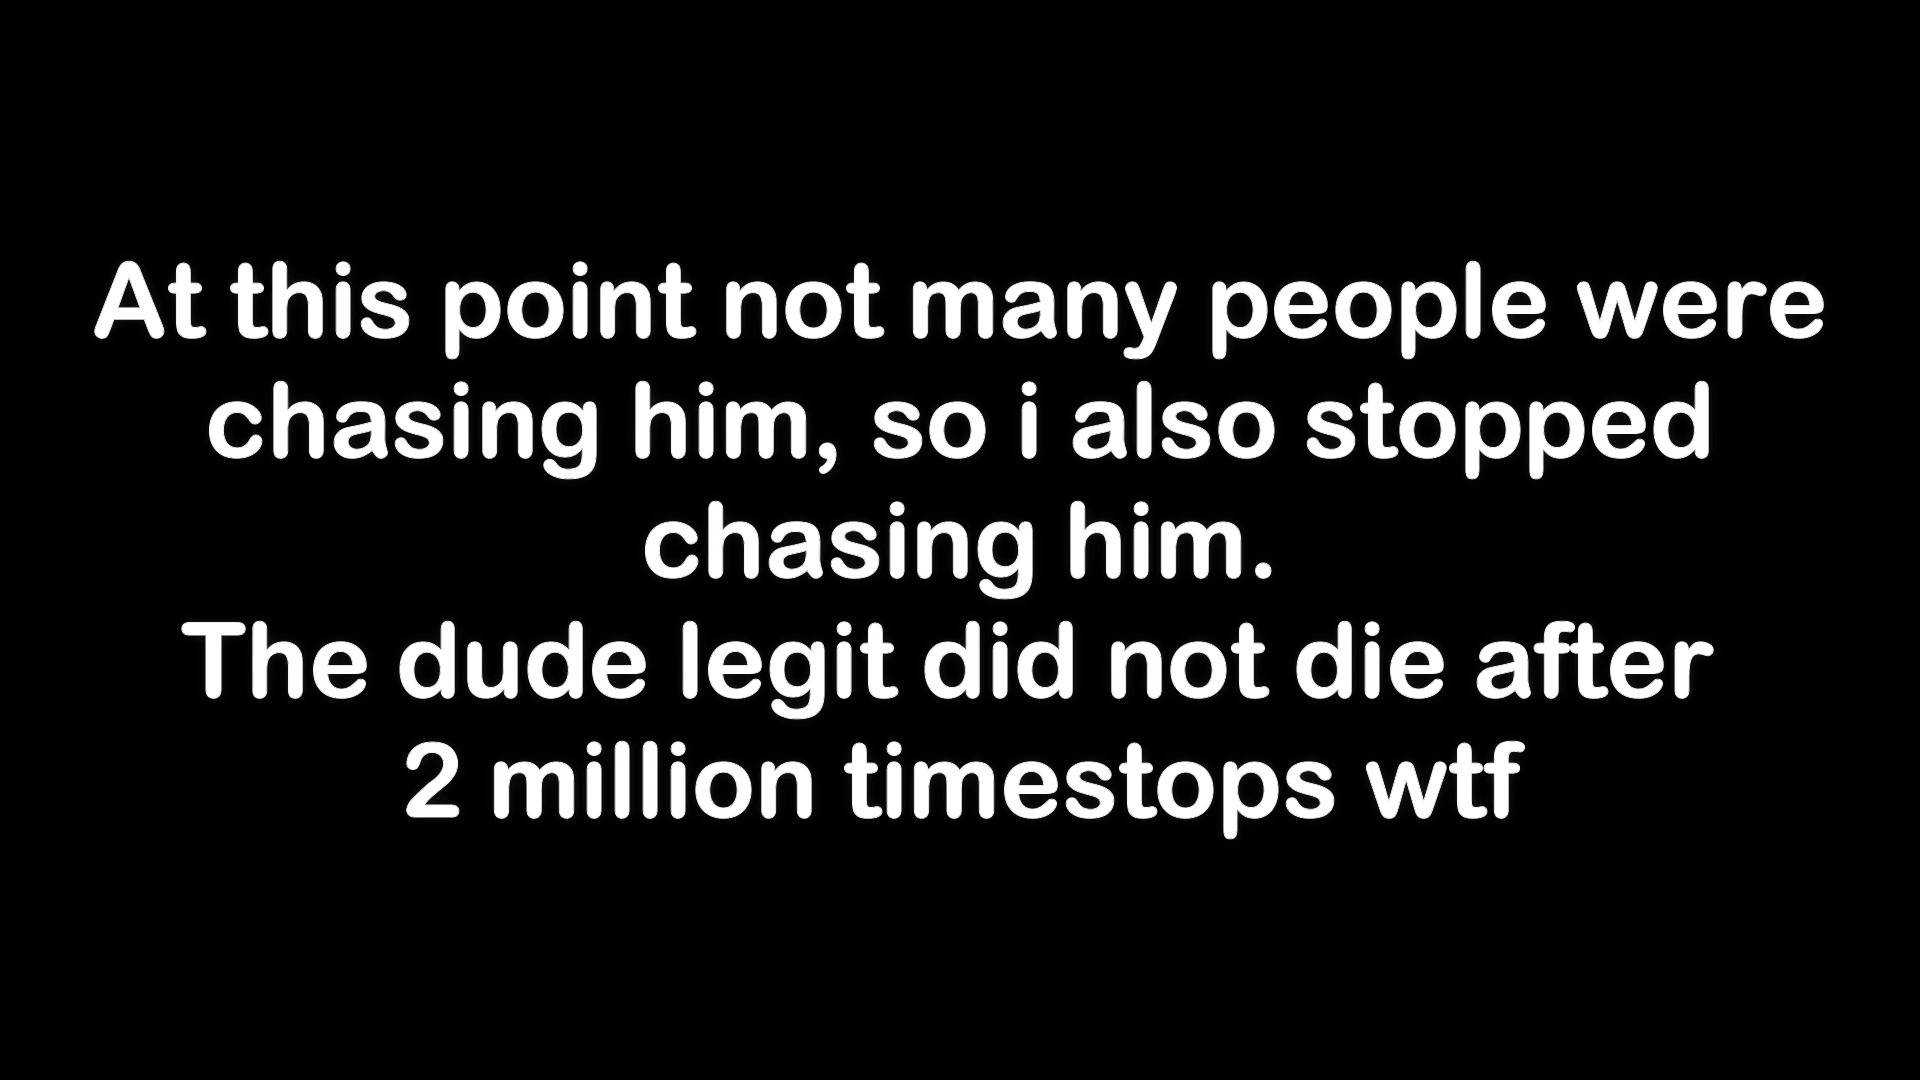 At this point not many people were
chasing him, so i also stopped
chasing him.
The dude legit did not die after
2 million timestops wtf